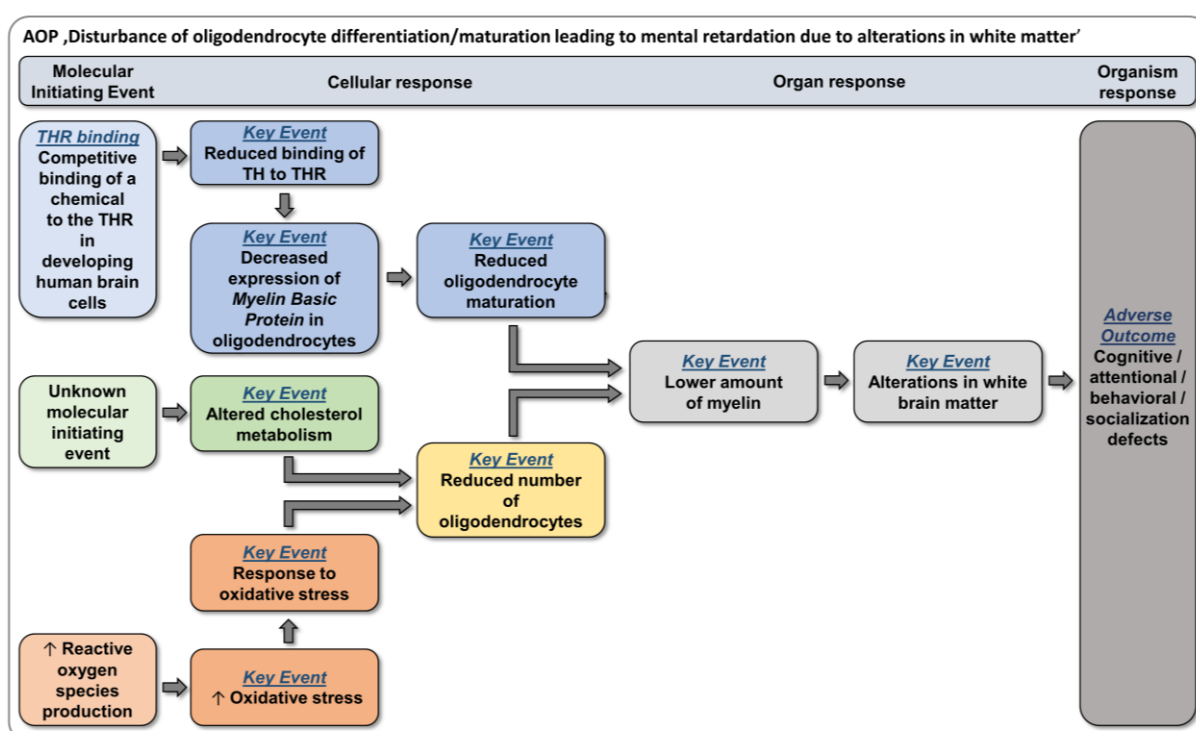 AOP ‚Disturbance of oligodendrocyte differentiation/maturation leading to mental retardation due to alterations in white matter’
Molecular
Initiating Event
Cellular response
Organ response
Organism
response
THR binding
Competitive
binding of a
chemical
to the THR
in
developing
human brain
cells
Key Event
Reduced binding of
TH to THR
Key Event
Decreased
expression of
Myelin Basic
Protein in
oligodendrocytes
Key Event
Reduced
oligodendrocyte
maturation
Unknown
molecular
initiating
event
Key Event
Altered cholesterol
metabolism
Key Event
Reduced number
of
oligodendrocytes
Key Event
Lower amount
of myelin
Key Event
Alterations in white
brain matter
Adverse
Outcome
Cognitive /
attentional /
behavioral /
socialization
defects
Key Event
Response to
oxidative stress
↑ Reactive
oxygen
species
production
Key Event
↑ Oxidative stress